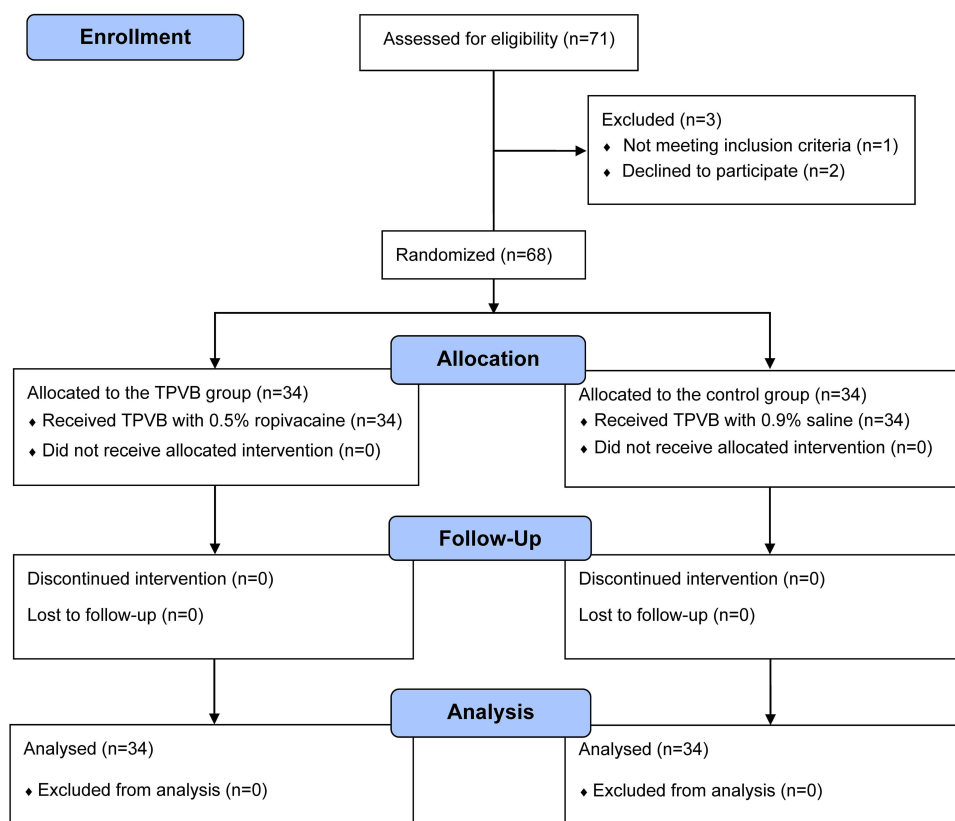 Enrollment
Assessed for eligibility (n=71)
Excluded (n=3)
♦ Not meeting inclusion criteria (n=1)
♦ Declined to participate (n=2)
Randomized (n=68)
Allocation
Allocated to the TPVB group (n=34)
♦ Received TPVB with 0.5% ropivacaine (n=34)
♦ Did not receive allocated intervention (n=0)
Allocated to the control group (n=34)
♦ Received TPVB with 0.9% saline (n=34)
♦ Did not receive allocated intervention (n=0)
Follow-Up
Discontinued intervention (n=0)
Lost to follow-up (n=0)
Discontinued intervention (n=0)
Lost to follow-up (n=0)
Analysis
Analysed (n=34)
♦ Excluded from analysis (n=0)
Analysed (n=34)
♦ Excluded from analysis (n=0)